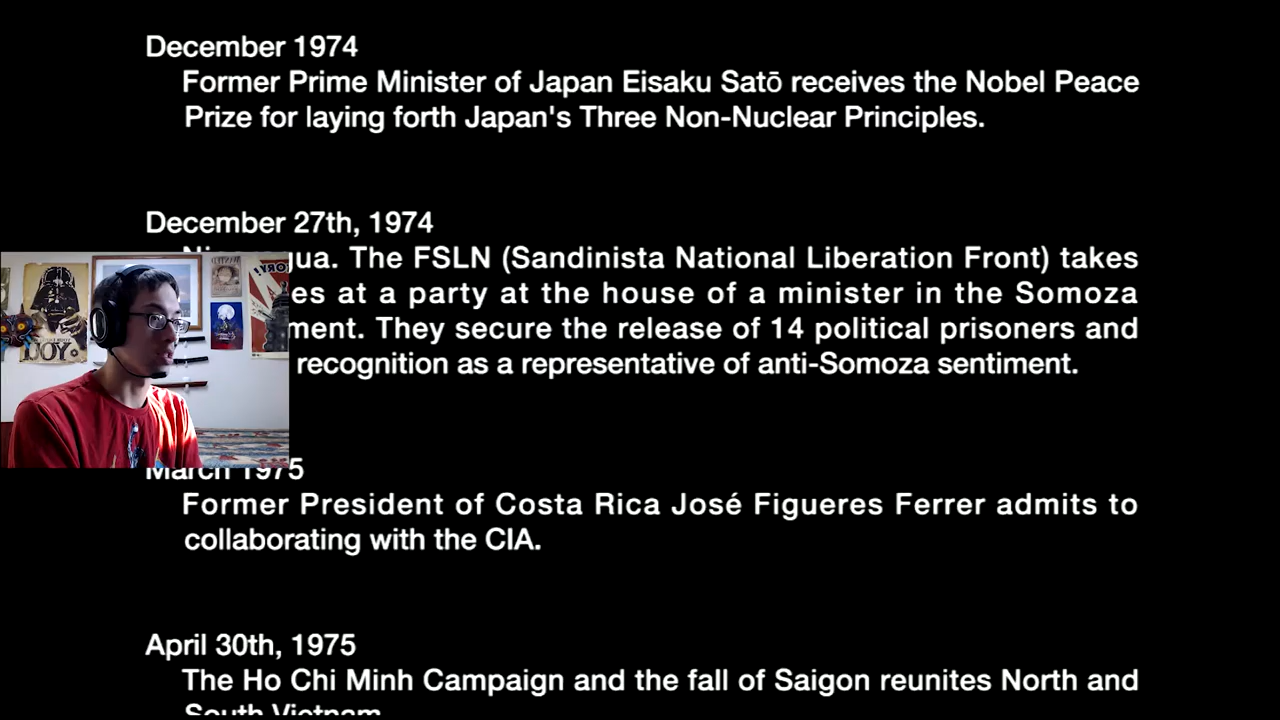 December 1974
Former Prime Minister of Japan Eisaku Satō receives the Nobel Peace
Prize for laying forth Japan's Three Non-Nuclear Principles.
December 27th, 1974
The FSLN (Sandinista National Liberation Front) takes
at a party at the house of a minister in the Somoza
They secure the release of 14 political prisoners and
recognition as a representative of anti-Somoza sentiment.
March 1975
Former President of Costa Rica José Figueres Ferrer admits to
collaborating with the CIA.
April 30th, 1975
The Ho Chi Minh Campaign and the fall of Saigon reunites North and
South Vietnam.